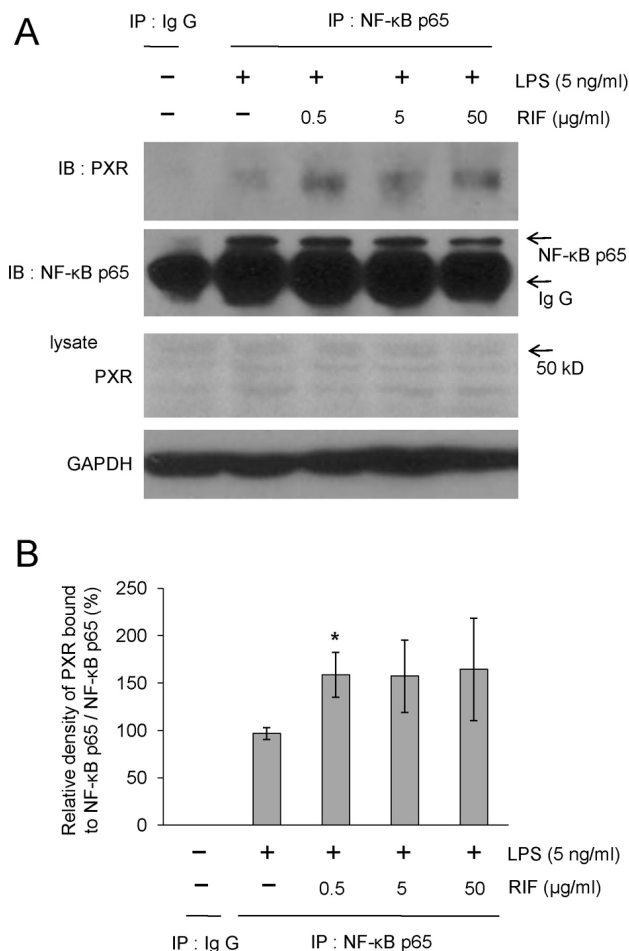 A
IP : Ig G
IP : NF-κB p65
− + + + + LPS (5 ng/ml)
− − 0.5 5 50 RIF (µg/ml)
IB : PXR
IB : NF-κB p65
NF-κB p65
Ig G
lysate
PXR
50 kD
GAPDH
B
Relative density of PXR bound
to NF-κB p65 / NF-κB p65 (%)
250
200
150
100
50
0
*
− + + + + LPS (5 ng/ml)
− − 0.5 5 50 RIF (µg/ml)
IP : Ig G
IP : NF-κB p65